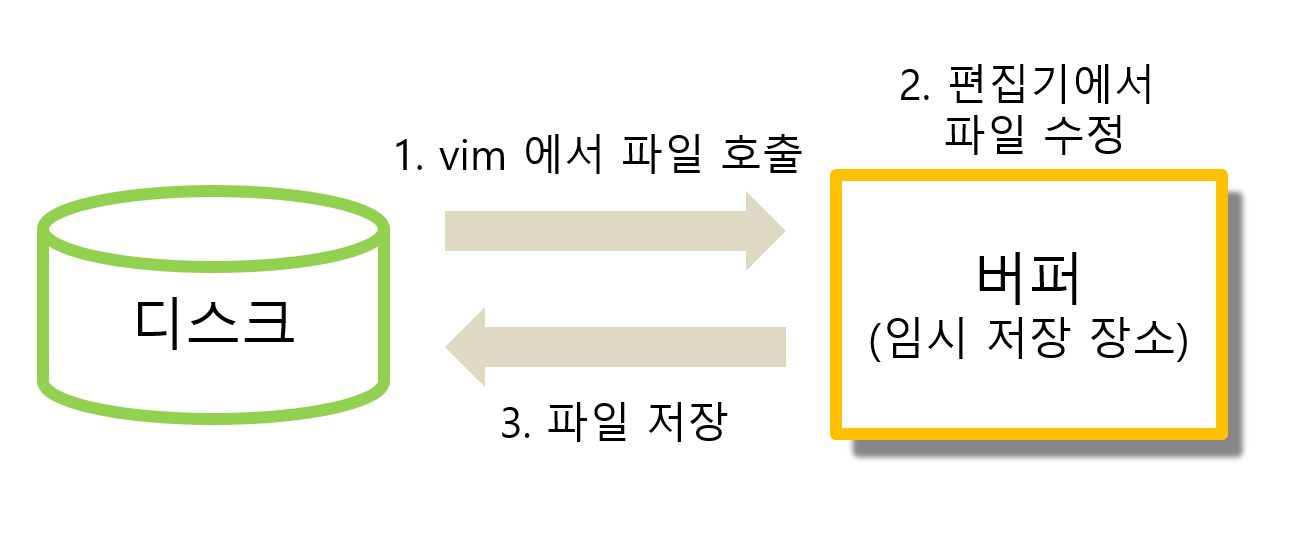 1. vim 에서 파일 호출
2. 편집기에서
파일 수정
디스크
버퍼
(임시 저장 장소)
3. 파일 저장